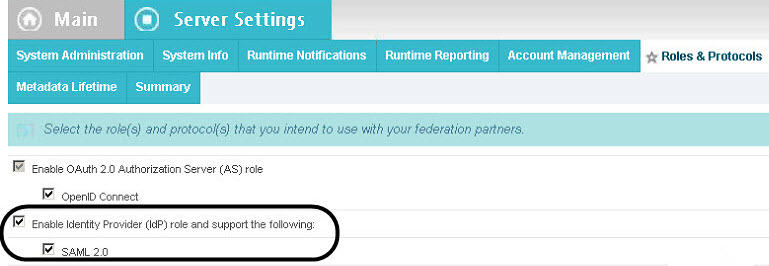 Main Server Settings
System Administration System Info Runtime Notifications Runtime Reporting Account Management Roles & Protocols
Metadata Lifetime Summary
Select the role(s) and protocol(s) that you intend to use with your federation partners.
Enable OAuth 2.0 Authorization Server (AS) role
OpenID Connect
Enable Identity Provider (IdP) role and support the following:
SAML 2.0